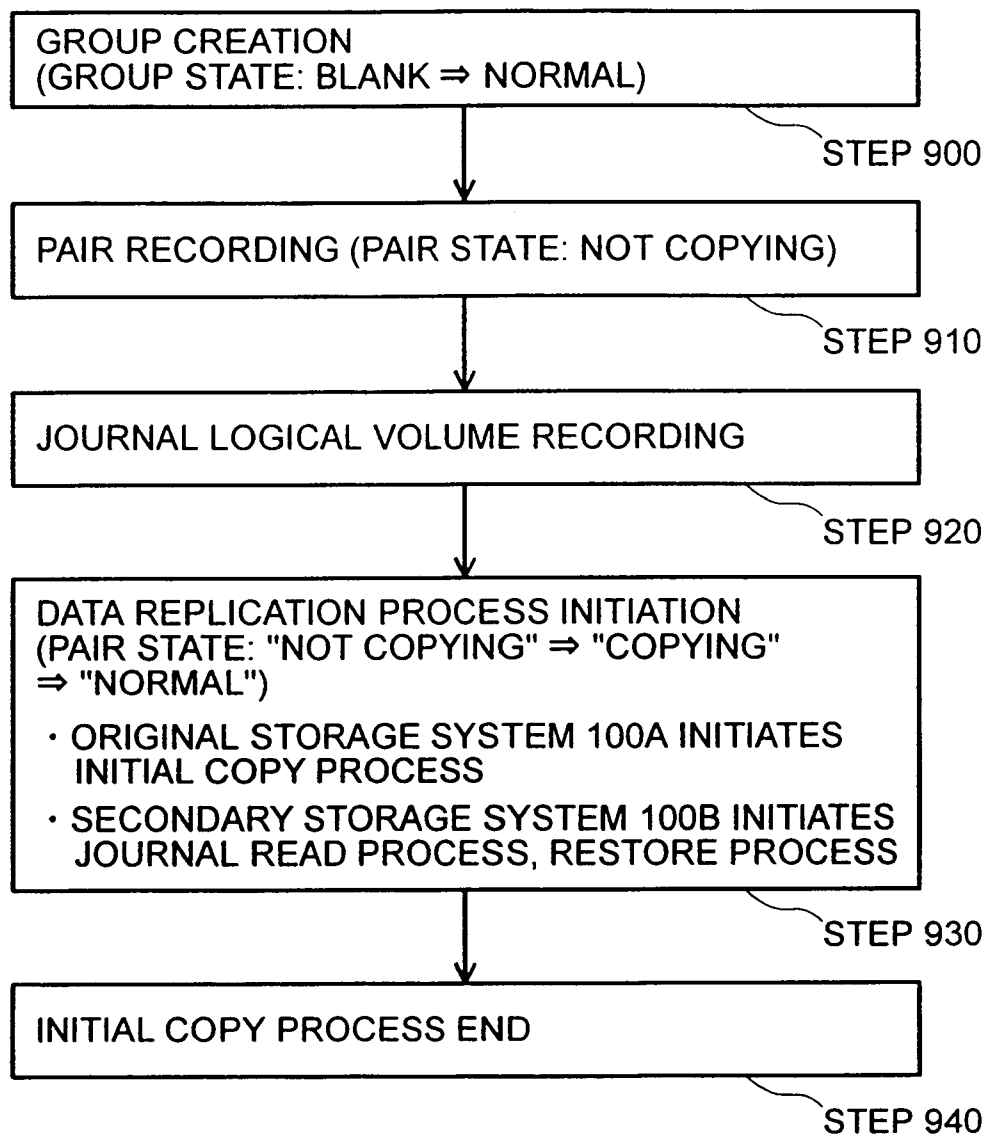 GROUP CREATION
(GROUP STATE: BLANK ⇒ NORMAL)
STEP 900
PAIR RECORDING (PAIR STATE: NOT COPYING)
STEP 910
JOURNAL LOGICAL VOLUME RECORDING
STEP 920
DATA REPLICATION PROCESS INITIATION
(PAIR STATE: "NOT COPYING" ⇒ "COPYING"
⇒ "NORMAL")
・ORIGINAL STORAGE SYSTEM 100A INITIATES
INITIAL COPY PROCESS
・SECONDARY STORAGE SYSTEM 100B INITIATES
JOURNAL READ PROCESS, RESTORE PROCESS
STEP 930
INITIAL COPY PROCESS END
STEP 940